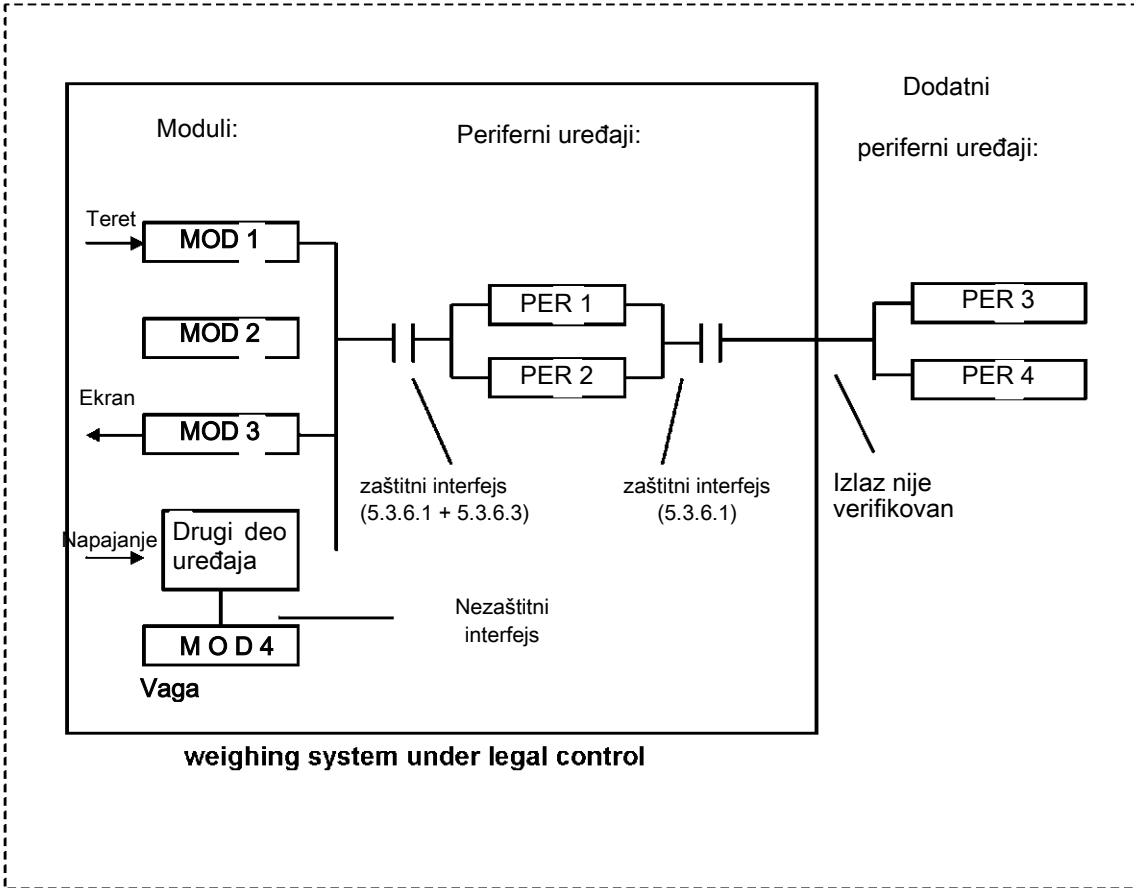 Dodatni
periferni uređaji:
Moduli:
Periferni uređaji:
Teret
MOD 1
MOD 2
Ekran
MOD 3
Napajanje
Drugi deo
uređaja
M O D 4
Vaga
PER 1
PER 2
PER 3
PER 4
zaštitni interfejs
(5.3.6.1 + 5.3.6.3)
zaštitni interfejs
(5.3.6.1)
Izlaz nije
verifikovan
Nezaštitni
interfejs
weighing system under legal control